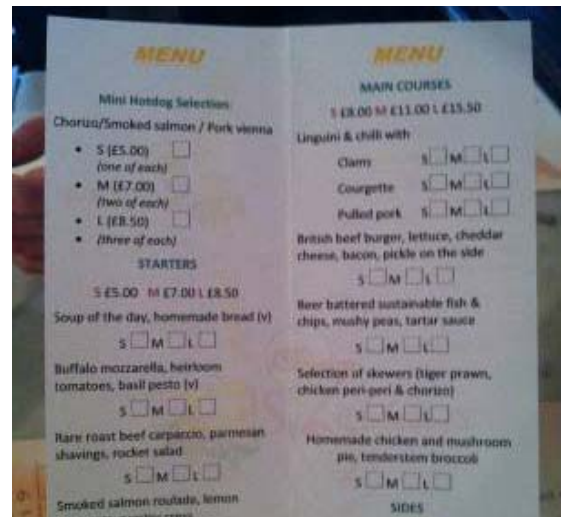 MENU
Mini Hotdog Selection
Chorizo/Smoked salmon / Pork vienna
• S (£5.00)
(one of each)
• M (£7.00)
(two of each)
• L (£8.50)
• (three of each)
STARTERS
S £5.00 M £7.00 L £8.50
Soup of the day, homemade bread (v)
S M L
Buffalo mozzarella, heirloom
tomatoes, basil pesto (v)
S M L
Rare roast beef carpaccio, parmesan
shavings, rocket salad
S M L
Smoked salmon roulade, lemon
MENU
MAIN COURSES
S £8.00 M £11.00 L £15.50
Linguini & chilli with
Clams S M L
Courgette S M L
Pulled pork S M L
British beef burger, lettuce, cheddar
cheese, bacon, pickle on the side
S M L
Beer battered sustainable fish &
chips, mushy peas, tartar sauce
S M L
Selection of skewers (tiger prawn,
chicken peri-peri & chorizo)
S M L
Homemade chicken and mushroom
pie, tenderstem broccoli
S M L
SIDES